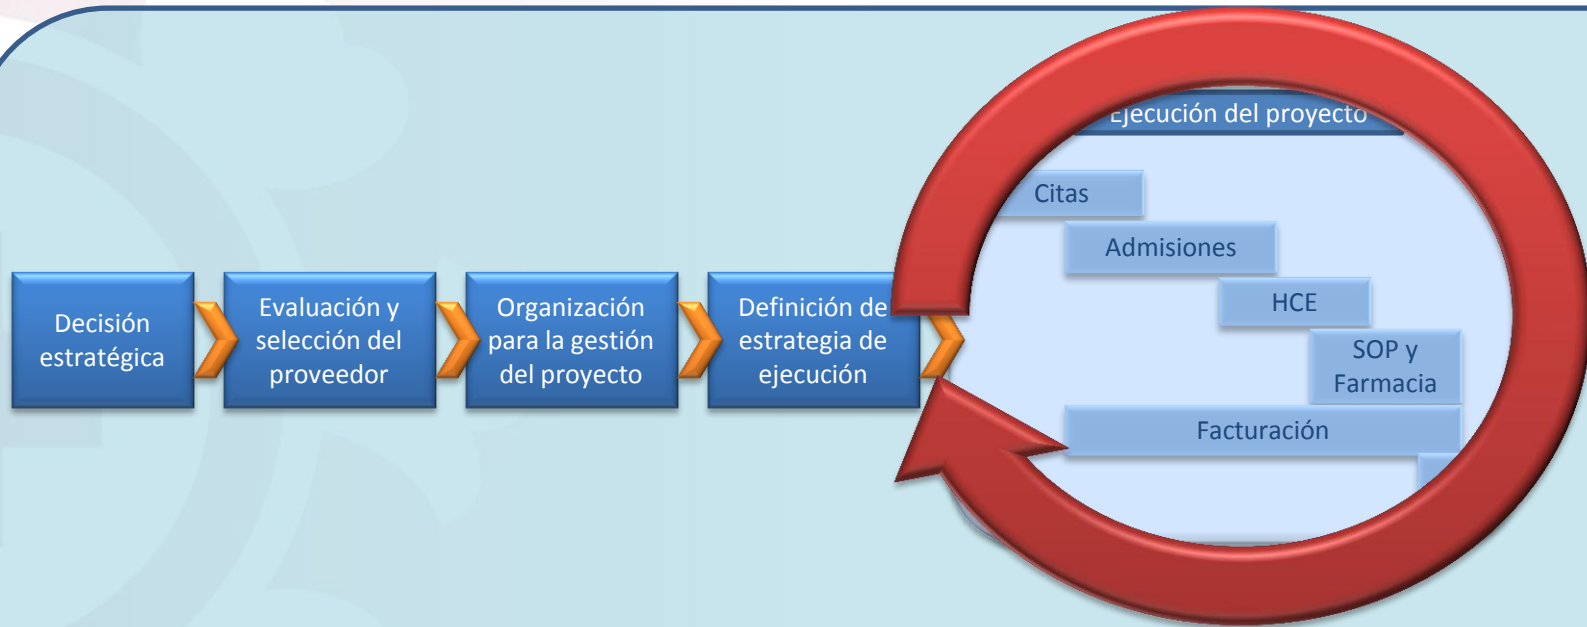 Ejecución del proyecto
Citas
Admisiones
HCE
SOP y
Farmacia
Facturación
Decisión
estratégica
Evaluación y
selección del
proveedor
Organización
para la gestión
del proyecto
Definición de
estrategia de
ejecución